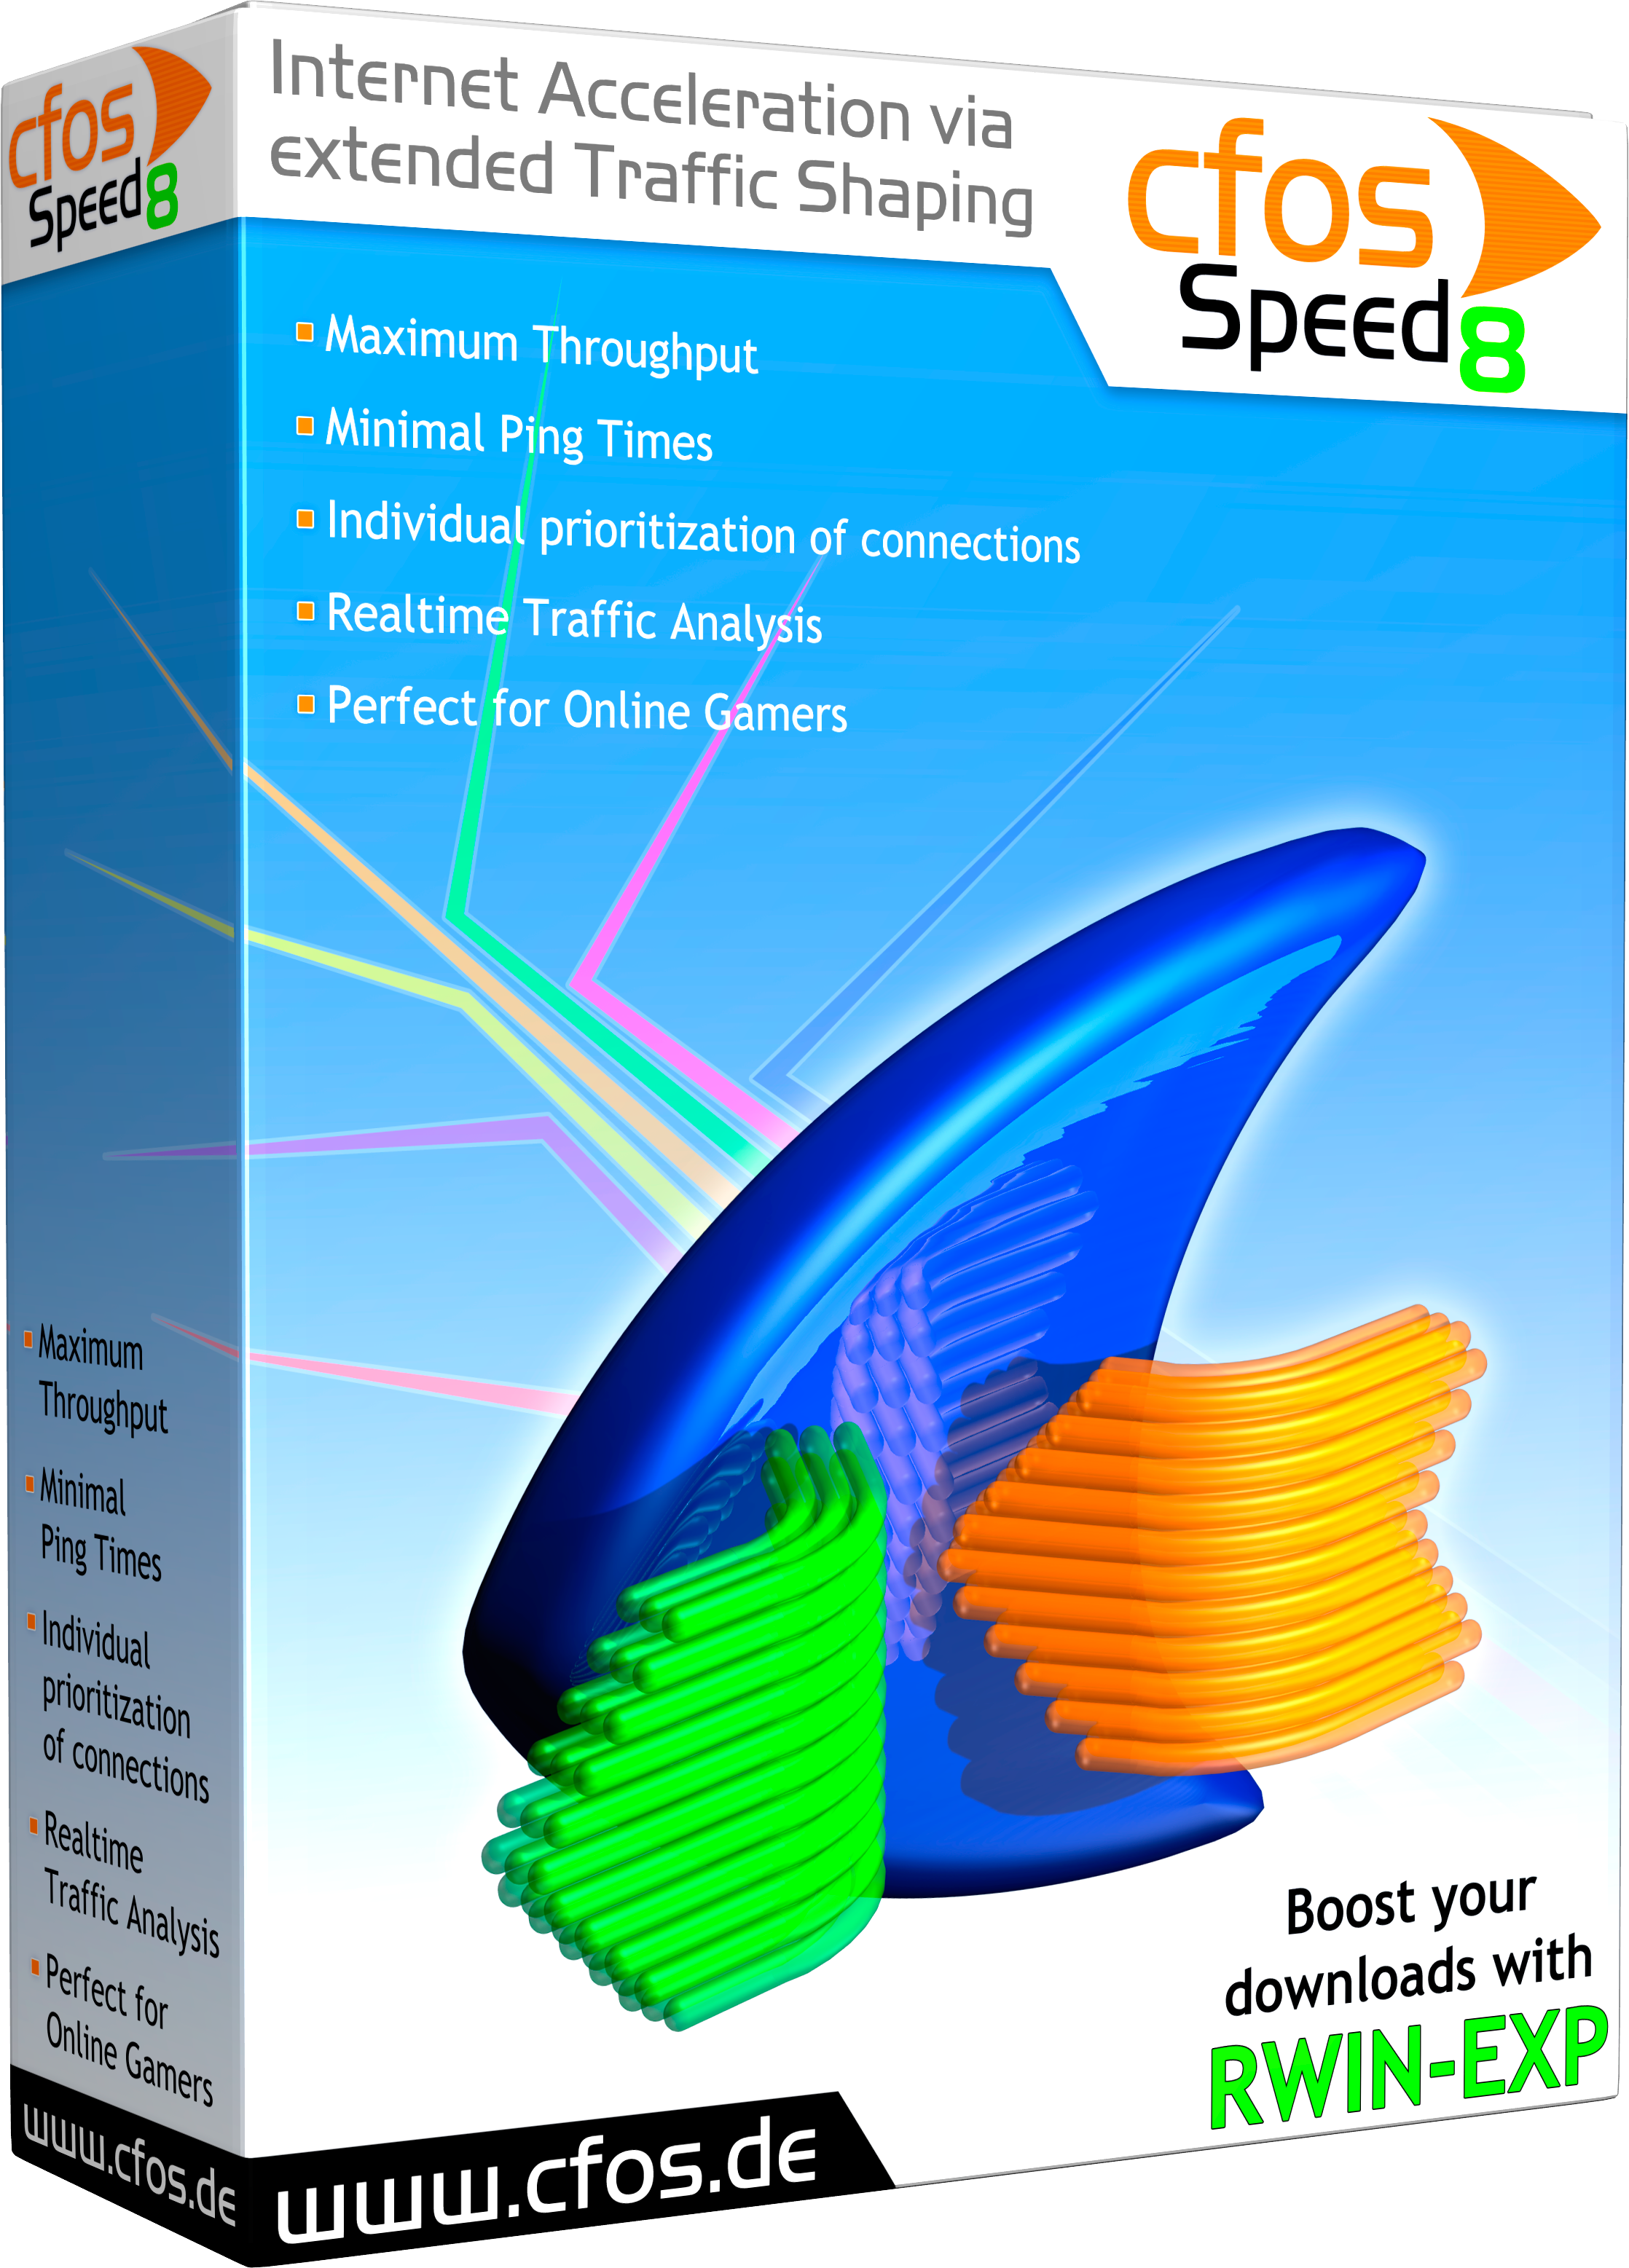 cfos
Speed8
Internet Acceleration via
extended Traffic Shaping
cfos
Speed8
Maximum Throughput
Minimal Ping Times
Individual prioritization of connections
Realtime Traffic Analysis
Perfect for Online Gamers
Maximum
Throughput
Minimal
Ping Times
Individual
prioritization
of connections
Realtime
Traffic Analysis
Perfect for
Online Gamers
www.cfos.de
Boost your
downloads with
RWIN-EXP
www.cfos.de